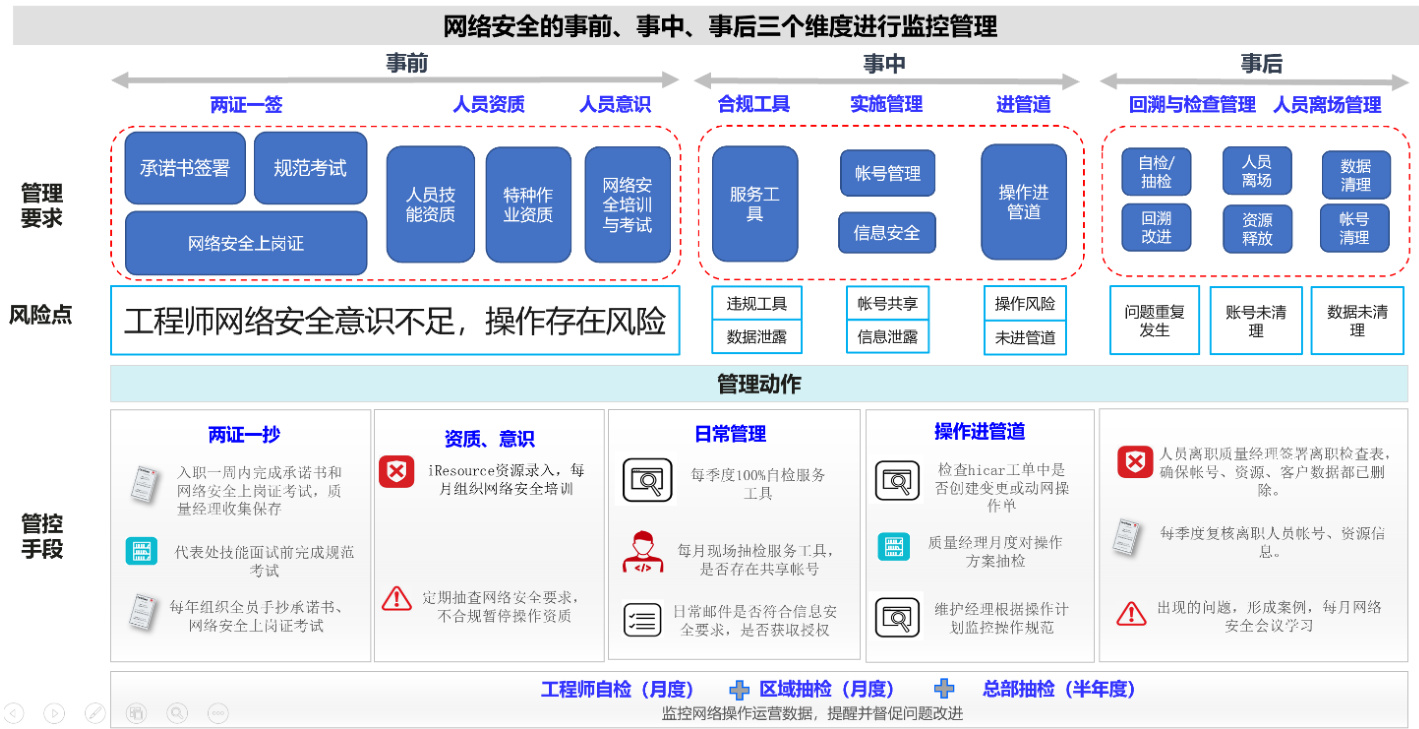 网络安全的事前、事中、事后三个维度进行监控管理
事前
事中
事后
两证一签
人员资质
人员意识
合规工具
实施管理
进管道
回溯与检查管理
人员离场管理
管理
要求
承诺书签署
规范考试
网络安全上岗证
人员技
能资质
特种作
业资质
网络安
全培训
与考试
服务工
具
帐号管理
信息安全
操作进
管道
自检/
抽检
人员
离场
数据
清理
回溯
改进
资源
释放
帐号
清理
风险点
工程师网络安全意识不足，操作存在风险
违规工具
数据泄露
帐号共享
信息泄露
操作风险
未进管道
问题重复
发生
账号未清
理
数据未清
理
管理动作
管控
手段
两证一抄
入职一周内完成承诺书和
网络安全上岗证考试，质
量经理收集保存
代表处技能面试前完成规范
考试
每年组织全员手抄承诺书、
网络安全上岗证考试
资质、意识
iResource资源录入，每
月组织网络安全培训
定期抽查网络安全要求，
不合规暂停操作资质
日常管理
每季度100%自检服务
工具
每月现场抽检服务工具，
是否存在共享帐号
日常邮件是否符合信息安
全要求，是否获取授权
操作进管道
检查hicar工单中是
否创建变更或动网操
作单
质量经理月度对操作
方案抽检
维护经理根据操作计
划监控操作规范
人员离职质量经理签署离职检查表，
确保帐号、资源、客户数据都已删
除。
每季度复核离职人员帐号、资源信
息。
出现的问题，形成案例，每月网络
安全会议学习
工程师自检（月度）
区域抽检（月度）
总部抽检（半年度）
监控网络操作运营数据，提醒并督促问题改进